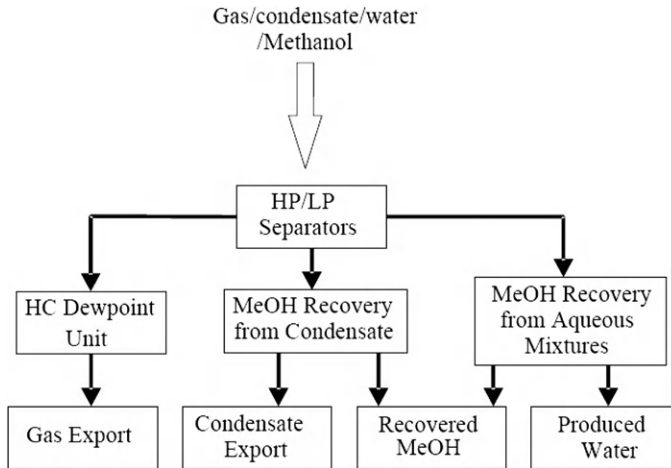 Gas/condensate/water
/Methanol
HP/LP
Separators
HC Dewpoint
Unit
MeOH Recovery
from Condensate
MeOH Recovery
from Aqueous
Mixtures
Gas Export
Condensate
Export
Recovered
MeOH
Produced
Water